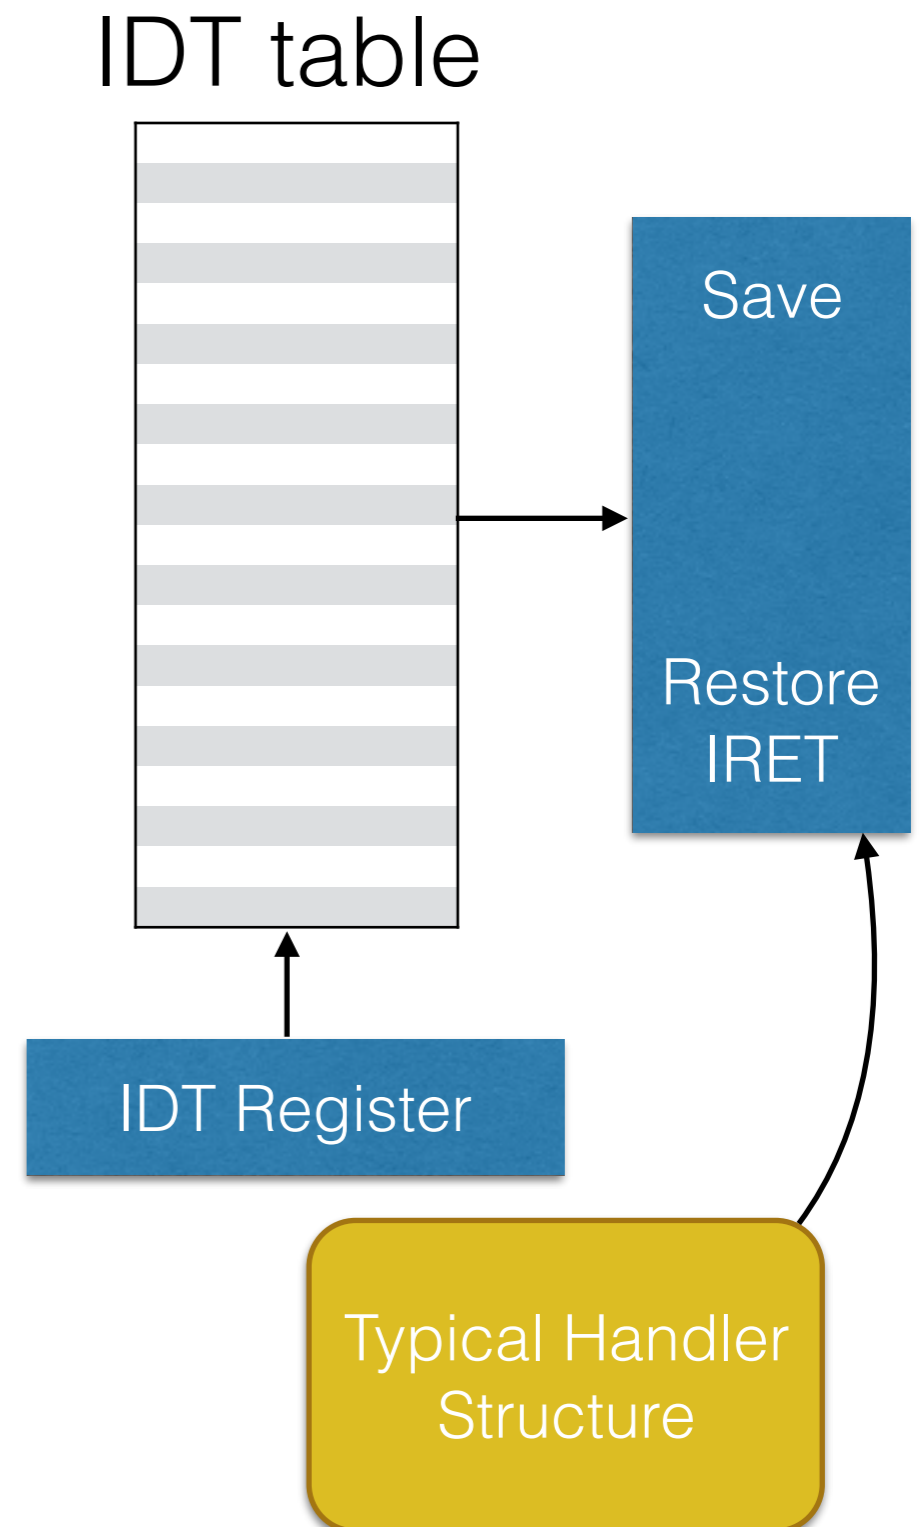 IDT table
Save
Restore
IRET
IDT Register
Typical Handler
Structure